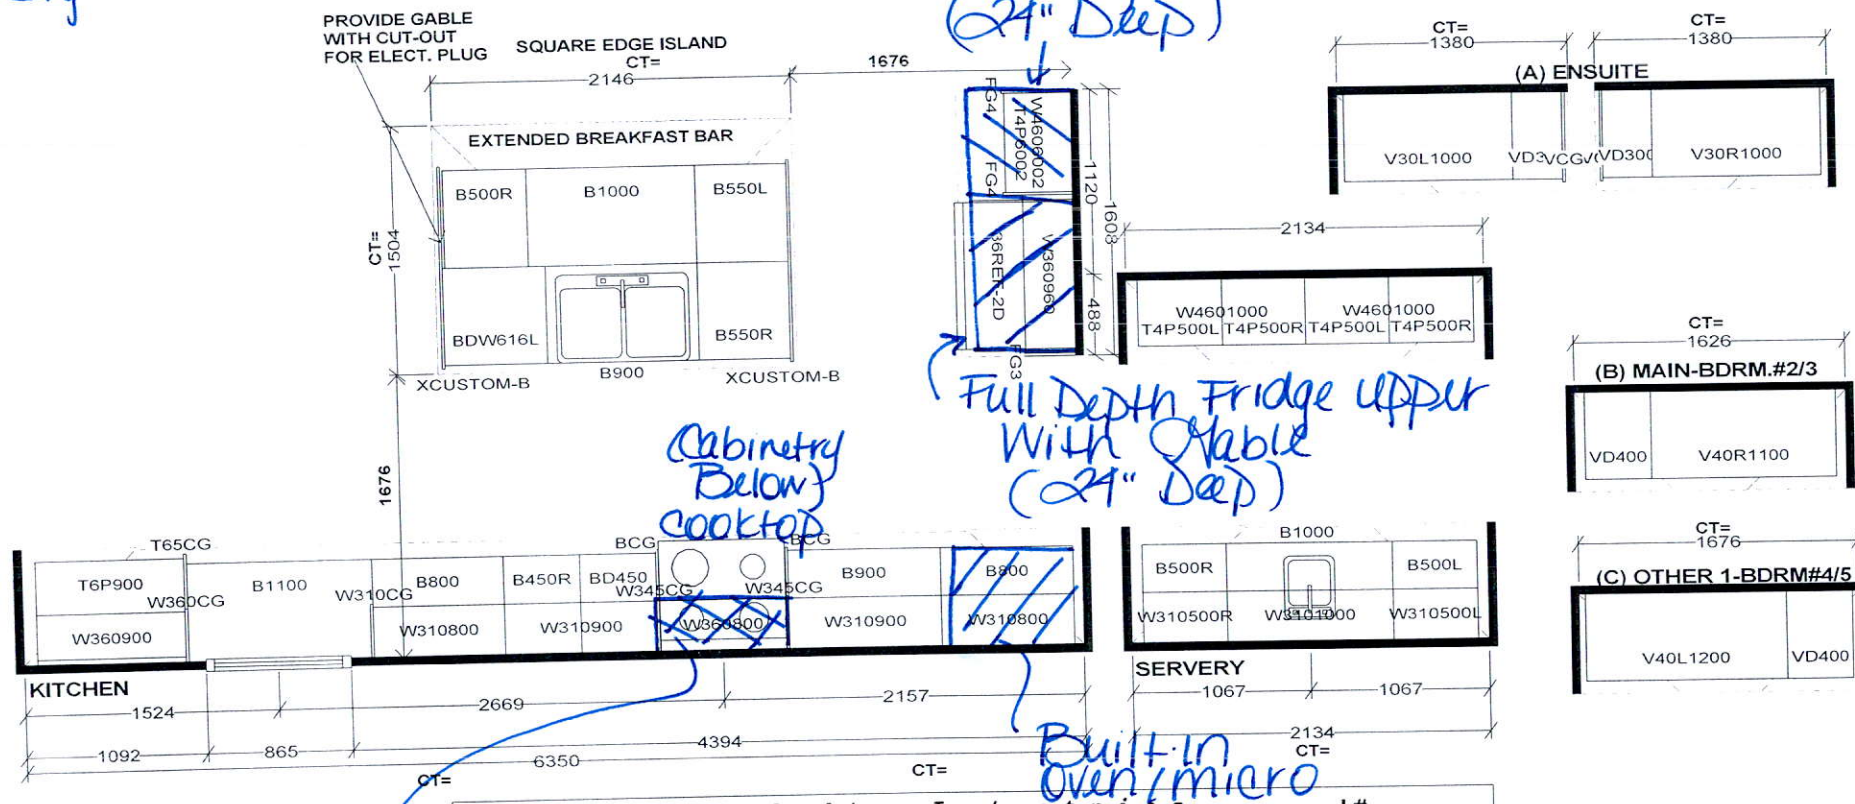 PROVIDE GABLE
WITH CUT-OUT
FOR ELECT. PLUG
SQUARE EDGE ISLAND
CT=
2146
1676
(24" Deep)
EXTENDED BREAKFAST BAR
B500R
B1000
B550L
CT=
1504
BDW616L
B900
B550R
XCUSTOM-B
XCUSTOM-B
1676
FG4
W4606002
T4P6002
FG4
36REF-2D
W360960
FG3
1120
1608
488
Full Depth Fridge Upper
With Gable
(24" Deep)
(Cabinetry
Below)
Cooktop
CT=
1380
CT=
1380
(A) ENSUITE
V30L1000
VD3
VCG
VD300
V30R1000
2134
W4601000
W4601000
T4P500L
T4P500R
T4P500L
T4P500R
CT=
1626
(B) MAIN-BDRM.#2/3
VD400
V40R1100
CT=
1676
(C) OTHER 1-BDRM#4/5
V40L1200
VD400
T65CG
BCG
BCG
T6P900
W360CG
B1100
W310CG
B800
B450R
BD450
W345CG
W345CG
B900
B800
W360900
W310800
W310900
W360800
W310900
W310800
KITCHEN
1524
2669
2157
1092
865
4394
6350
CT=
CT=
Built-In
Oven/micro
B1000
B500R
B500L
W310500R
W3101000
W310500L
SERVERY
1067
1067
2134
CT=